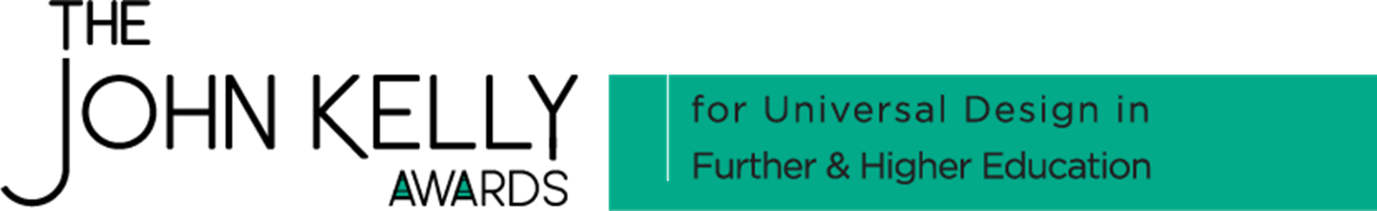 THE
JOHN KELLY
AWARDS
for Universal Design in
Further & Higher Education